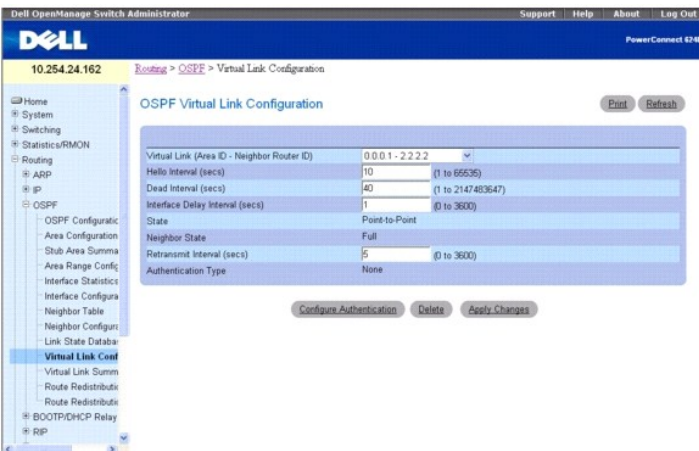 Dell OpenManage Switch Administrator
Support Help About Log Out
DELL
PowerConnect 624
10.254.24.162
Routing > OSPF > Virtual Link Configuration
Home
System
Switching
Statistics/RMON
Routing
ARP
IP
OSPF
OSPF Configuratic
Area Configuration
Stub Area Summa
Area Range Config
Interface Statistics
Interface Configura
Neighbor Table
Neighbor Configura
Link State Databas
Virtual Link Conf
Virtual Link Summ
Route Redistributic
Route Redistributic
BOOTP/DHCP Relay
RIP
OSPF Virtual Link Configuration
Print Refresh
Virtual Link (Area ID - Neighbor Router ID) 0.0.0.1 - 2.2.2.2
Hello Interval (secs) 10 (1 to 65535)
Dead Interval (secs) 40 (1 to 2147483647)
Interface Delay Interval (secs) 1 (0 to 3600)
State Point-to-Point
Neighbor State Full
Retransmit Interval (secs) 5 (0 to 3600)
Authentication Type None
Configure Authentication Delete Apply Changes